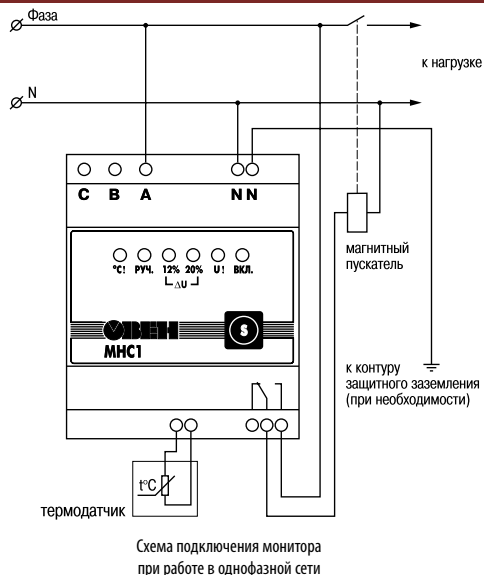 Фаза
к нагрузке
N
C B A N N
магнитный
пускатель
°C! РУЧ. 12% 20% U! ВКЛ.
ΔU
ОВЕН
S
МНС1
к контуру
защитного заземления
(при необходимости)
t°C
термодатчик
Схема подключения монитора
при работе в однофазной сети